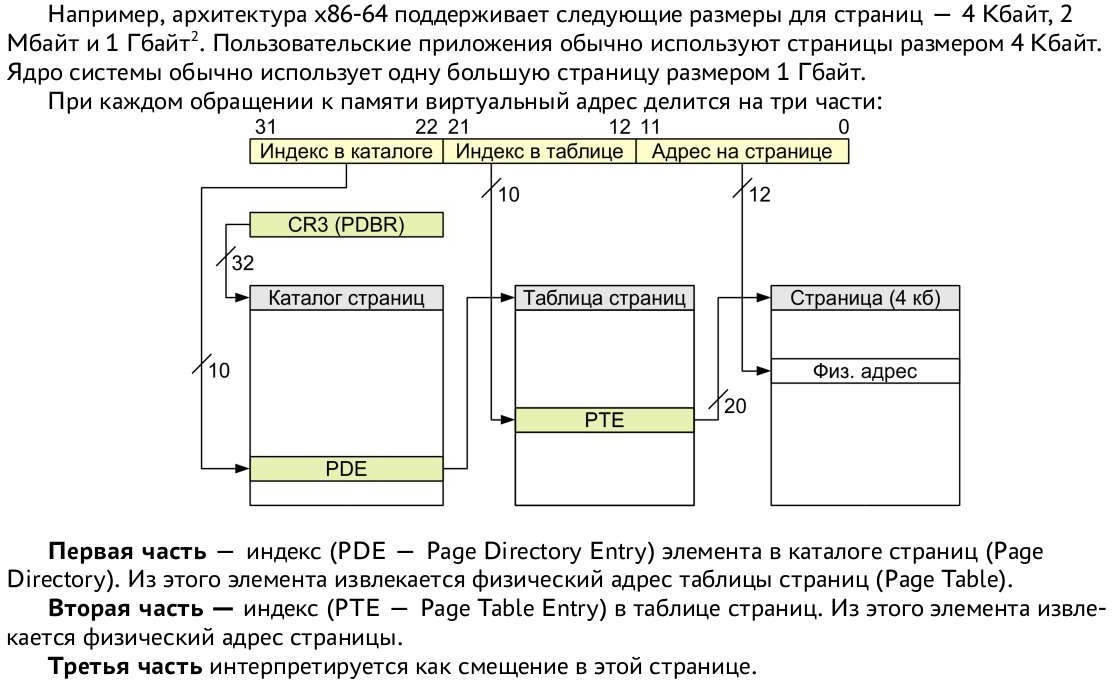 Например, архитектура x86-64 поддерживает следующие размеры для страниц — 4 Кбайт, 2
Мбайт и 1 Гбайт². Пользовательские приложения обычно используют страницы размером 4 Кбайт.
Ядро системы обычно использует одну большую страницу размером 1 Гбайт.
При каждом обращении к памяти виртуальный адрес делится на три части:
31 22 21 12 11 0
Индекс в каталоге Индекс в таблице Адрес на странице
10 12
CR3 (PDBR)
32
Каталог страниц Таблица страниц Страница (4 кб)
10 Физ. адрес
20
PTE
PDE
Первая часть — индекс (PDE — Page Directory Entry) элемента в каталоге страниц (Page
Directory). Из этого элемента извлекается физический адрес таблицы страниц (Page Table).
Вторая часть — индекс (PTE — Page Table Entry) в таблице страниц. Из этого элемента извле-
кается физический адрес страницы.
Третья часть интерпретируется как смещение в этой странице.